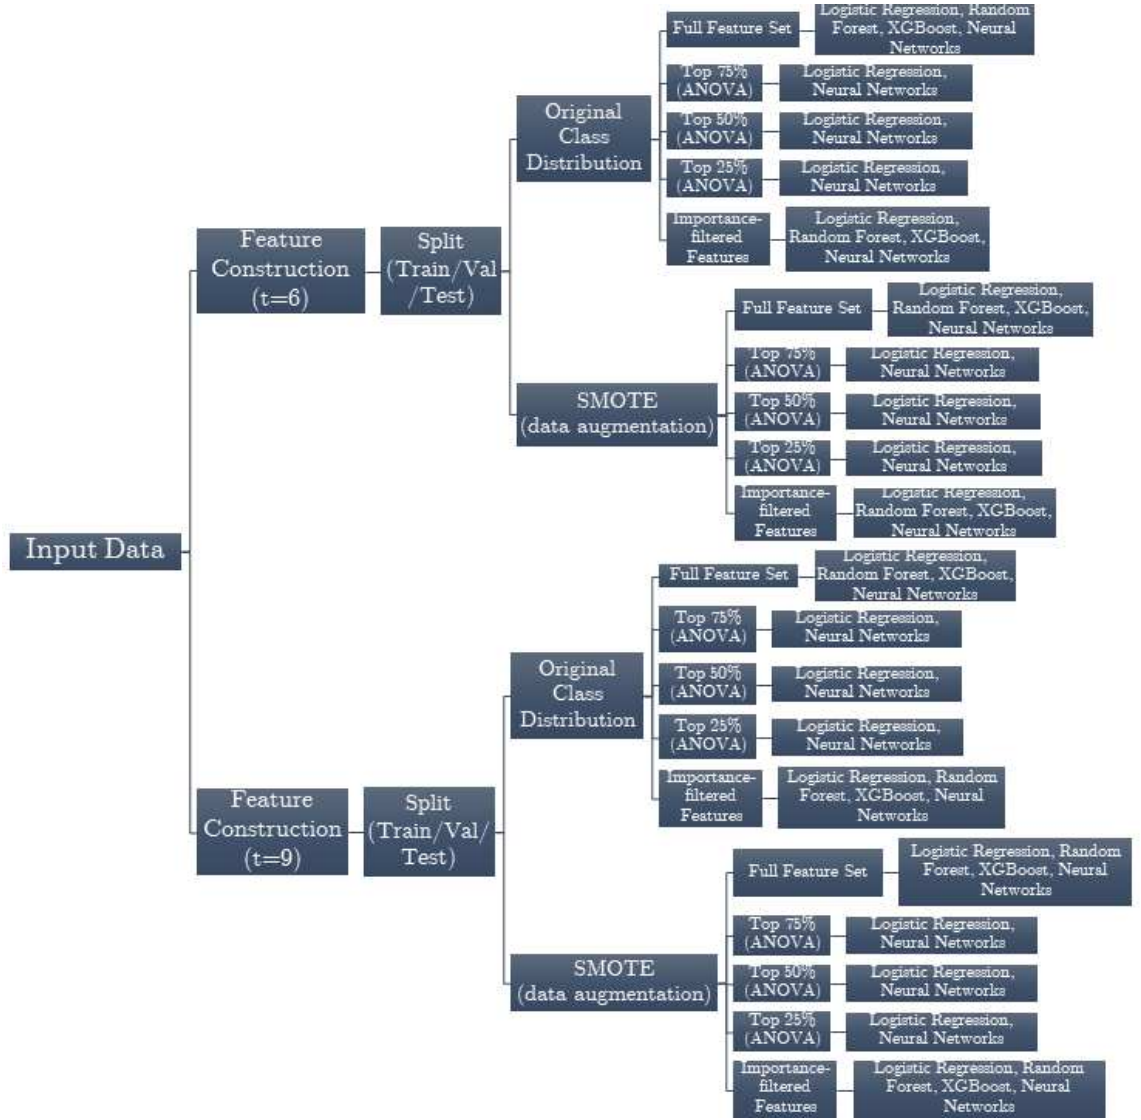 Input Data
Feature
Construction
(t=6)
Split
(Train/Val
/Test)
Original
Class
Distribution
Full Feature Set
Logistic Regression, Random
Forest, XGBoost, Neural
Networks
Top 75%
(ANOVA)
Logistic Regression,
Neural Networks
Top 50%
(ANOVA)
Logistic Regression,
Neural Networks
Top 25%
(ANOVA)
Logistic Regression,
Neural Networks
Importance-
filtered
Features
Logistic Regression,
Random Forest, XGBoost,
Neural Networks
SMOTE
(data augmentation)
Full Feature Set
Logistic Regression,
Random Forest, XGBoost,
Neural Networks
Top 75%
(ANOVA)
Logistic Regression,
Neural Networks
Top 50%
(ANOVA)
Logistic Regression,
Neural Networks
Top 25%
(ANOVA)
Logistic Regression,
Neural Networks
Importance-
filtered
Features
Logistic Regression,
Random Forest, XGBoost,
Neural Networks
Feature
Construction
(t=9)
Split
(Train/Val/
Test)
Original
Class
Distribution
Full Feature Set
Logistic Regression,
Random Forest, XGBoost,
Neural Networks
Top 75%
(ANOVA)
Logistic Regression,
Neural Networks
Top 50%
(ANOVA)
Logistic Regression,
Neural Networks
Top 25%
(ANOVA)
Logistic Regression,
Neural Networks
Importance-
filtered
Features
Logistic Regression, Random
Forest, XGBoost, Neural
Networks
SMOTE
(data augmentation)
Full Feature Set
Logistic Regression, Random
Forest, XGBoost, Neural
Networks
Top 75%
(ANOVA)
Logistic Regression,
Neural Networks
Top 50%
(ANOVA)
Logistic Regression,
Neural Networks
Top 25%
(ANOVA)
Logistic Regression,
Neural Networks
Importance-
filtered
Features
Logistic Regression, Random
Forest, XGBoost, Neural
Networks